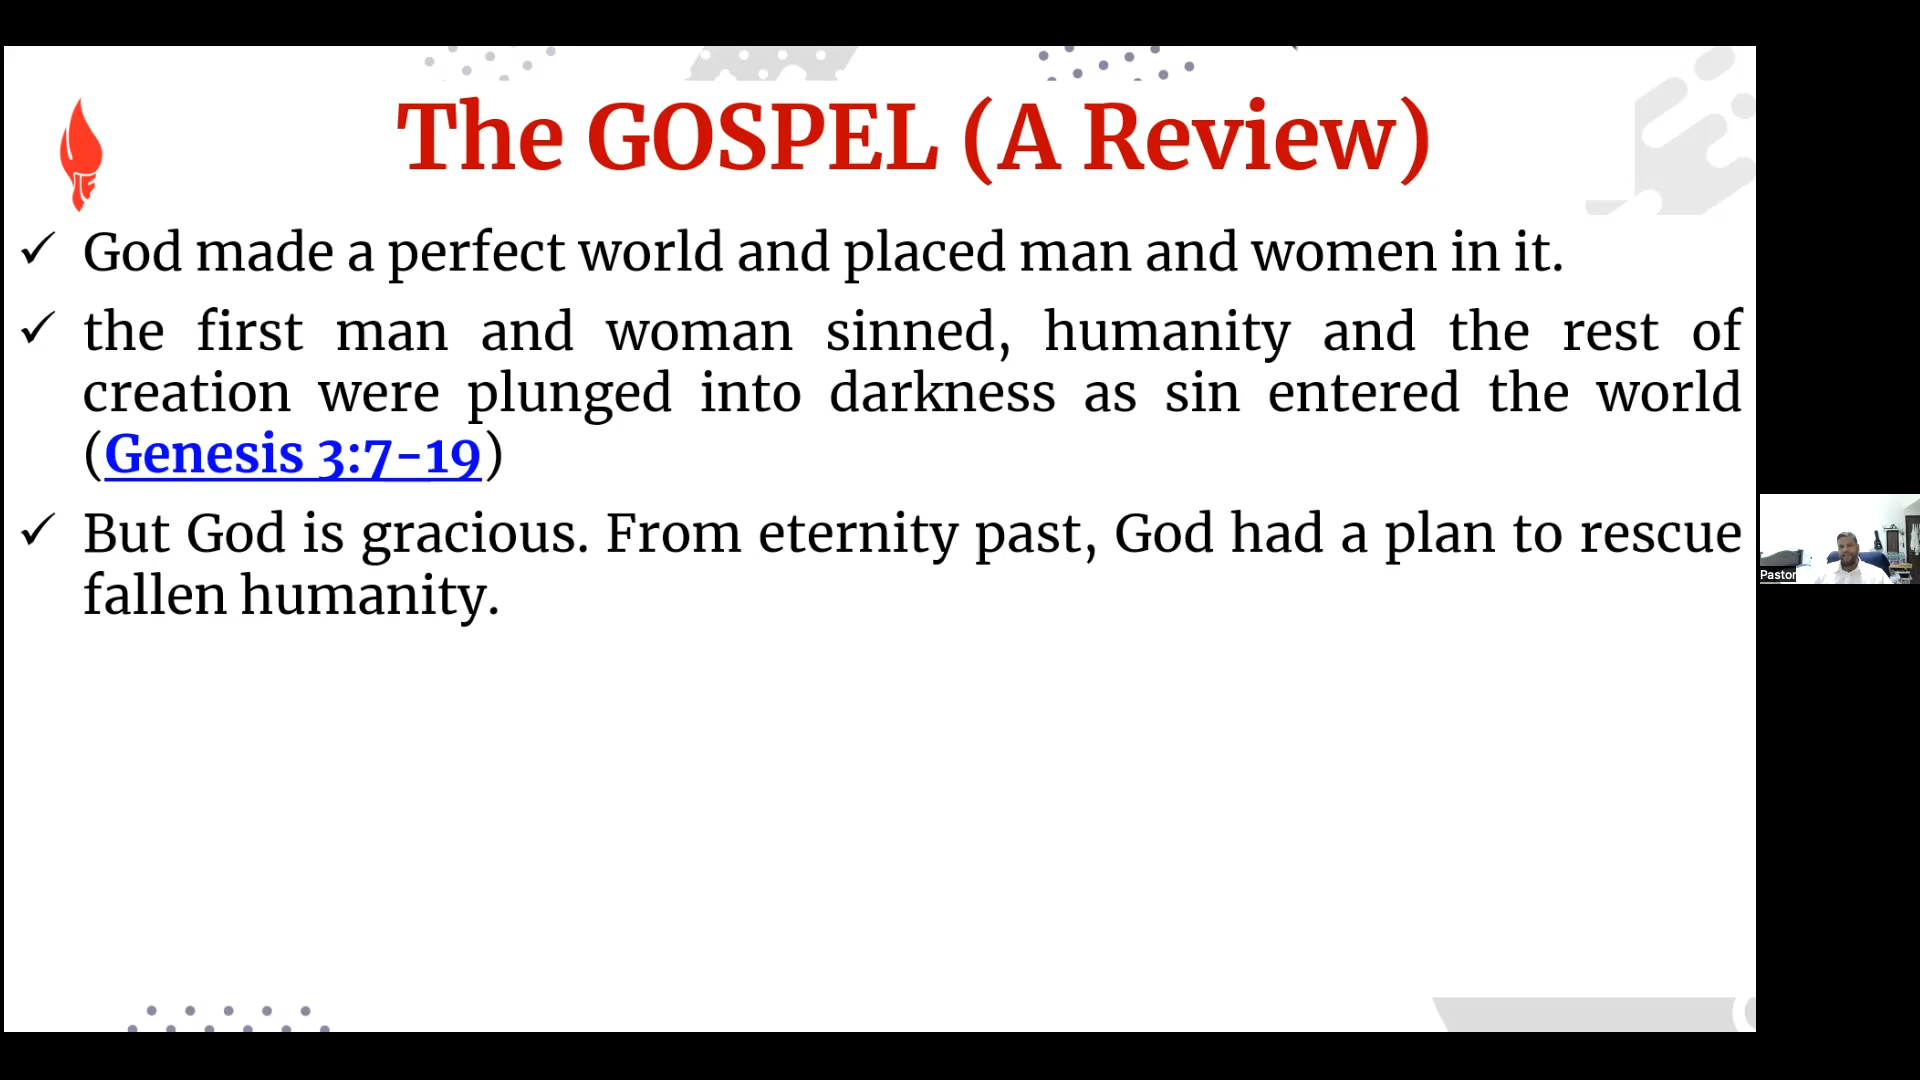 The GOSPEL (A Review)
✓ God made a perfect world and placed man and women in it.
✓ the first man and woman sinned, humanity and the rest of
creation were plunged into darkness as sin entered the world
(Genesis 3:7-19)
✓ But God is gracious. From eternity past, God had a plan to rescue
fallen humanity.
Pastor